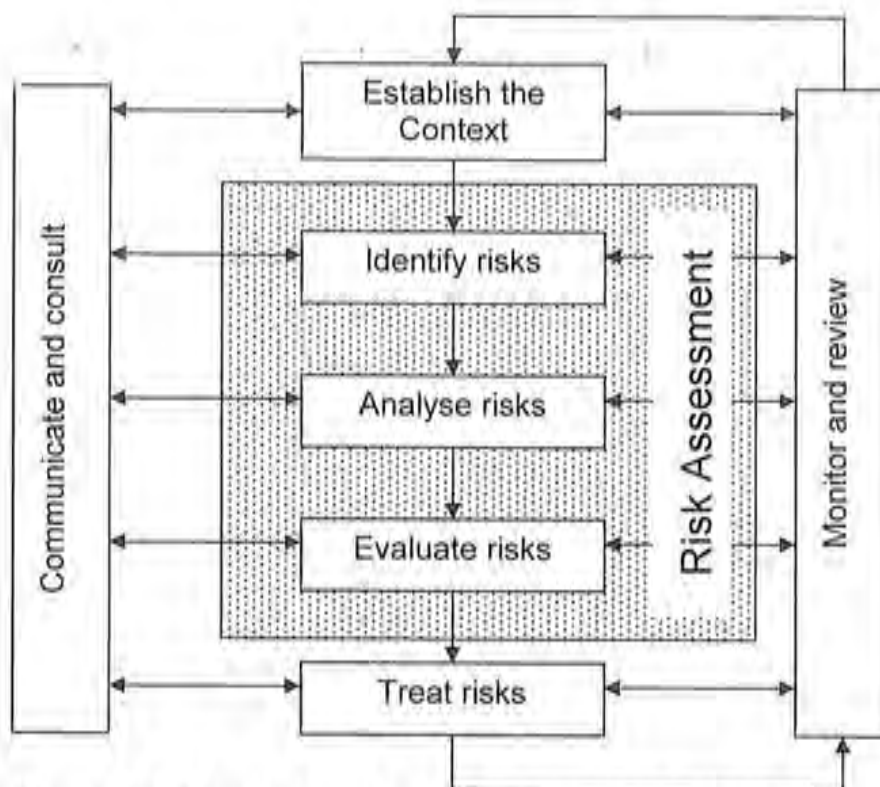 Establish the
Context
Communicate and consult
Identify risks
Analyse risks
Evaluate risks
Risk Assessment
Monitor and review
Treat risks